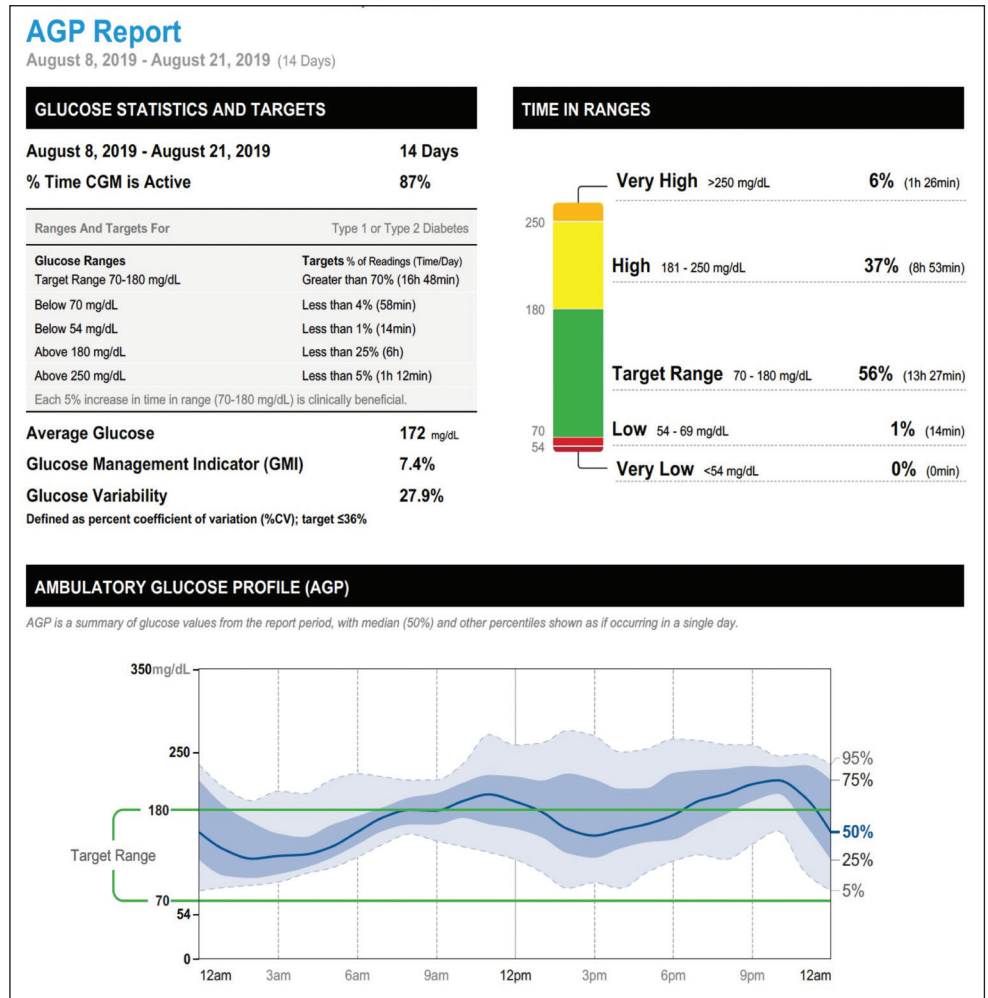 AGP Report
August 8, 2019 - August 21, 2019 (14 Days)
GLUCOSE STATISTICS AND TARGETS
August 8, 2019 - August 21, 2019 14 Days
% Time CGM is Active 87%
Ranges And Targets For Type 1 or Type 2 Diabetes
Glucose Ranges Targets % of Readings (Time/Day)
Target Range 70-180 mg/dL Greater than 70% (16h 48min)
Below 70 mg/dL Less than 4% (58min)
Below 54 mg/dL Less than 1% (14min)
Above 180 mg/dL Less than 25% (6h)
Above 250 mg/dL Less than 5% (1h 12min)
Each 5% increase in time in range (70-180 mg/dL) is clinically beneficial.
Average Glucose 172 mg/dL
Glucose Management Indicator (GMI) 7.4%
Glucose Variability 27.9%
Defined as percent coefficient of variation (%CV); target ≤36%
TIME IN RANGES
Very High >250 mg/dL 6% (1h 26min)
250
High 181 - 250 mg/dL 37% (8h 53min)
180
Target Range 70 - 180 mg/dL 56% (13h 27min)
70 Low 54 - 69 mg/dL 1% (14min)
54
Very Low <54 mg/dL 0% (0min)
AMBULATORY GLUCOSE PROFILE (AGP)
AGP is a summary of glucose values from the report period, with median (50%) and other percentiles shown as if occurring in a single day.
350mg/dL
250
95%
75%
180
50%
Target Range
25%
5%
70
54
0
12am 3am 6am 9am 12pm 3pm 6pm 9pm 12am